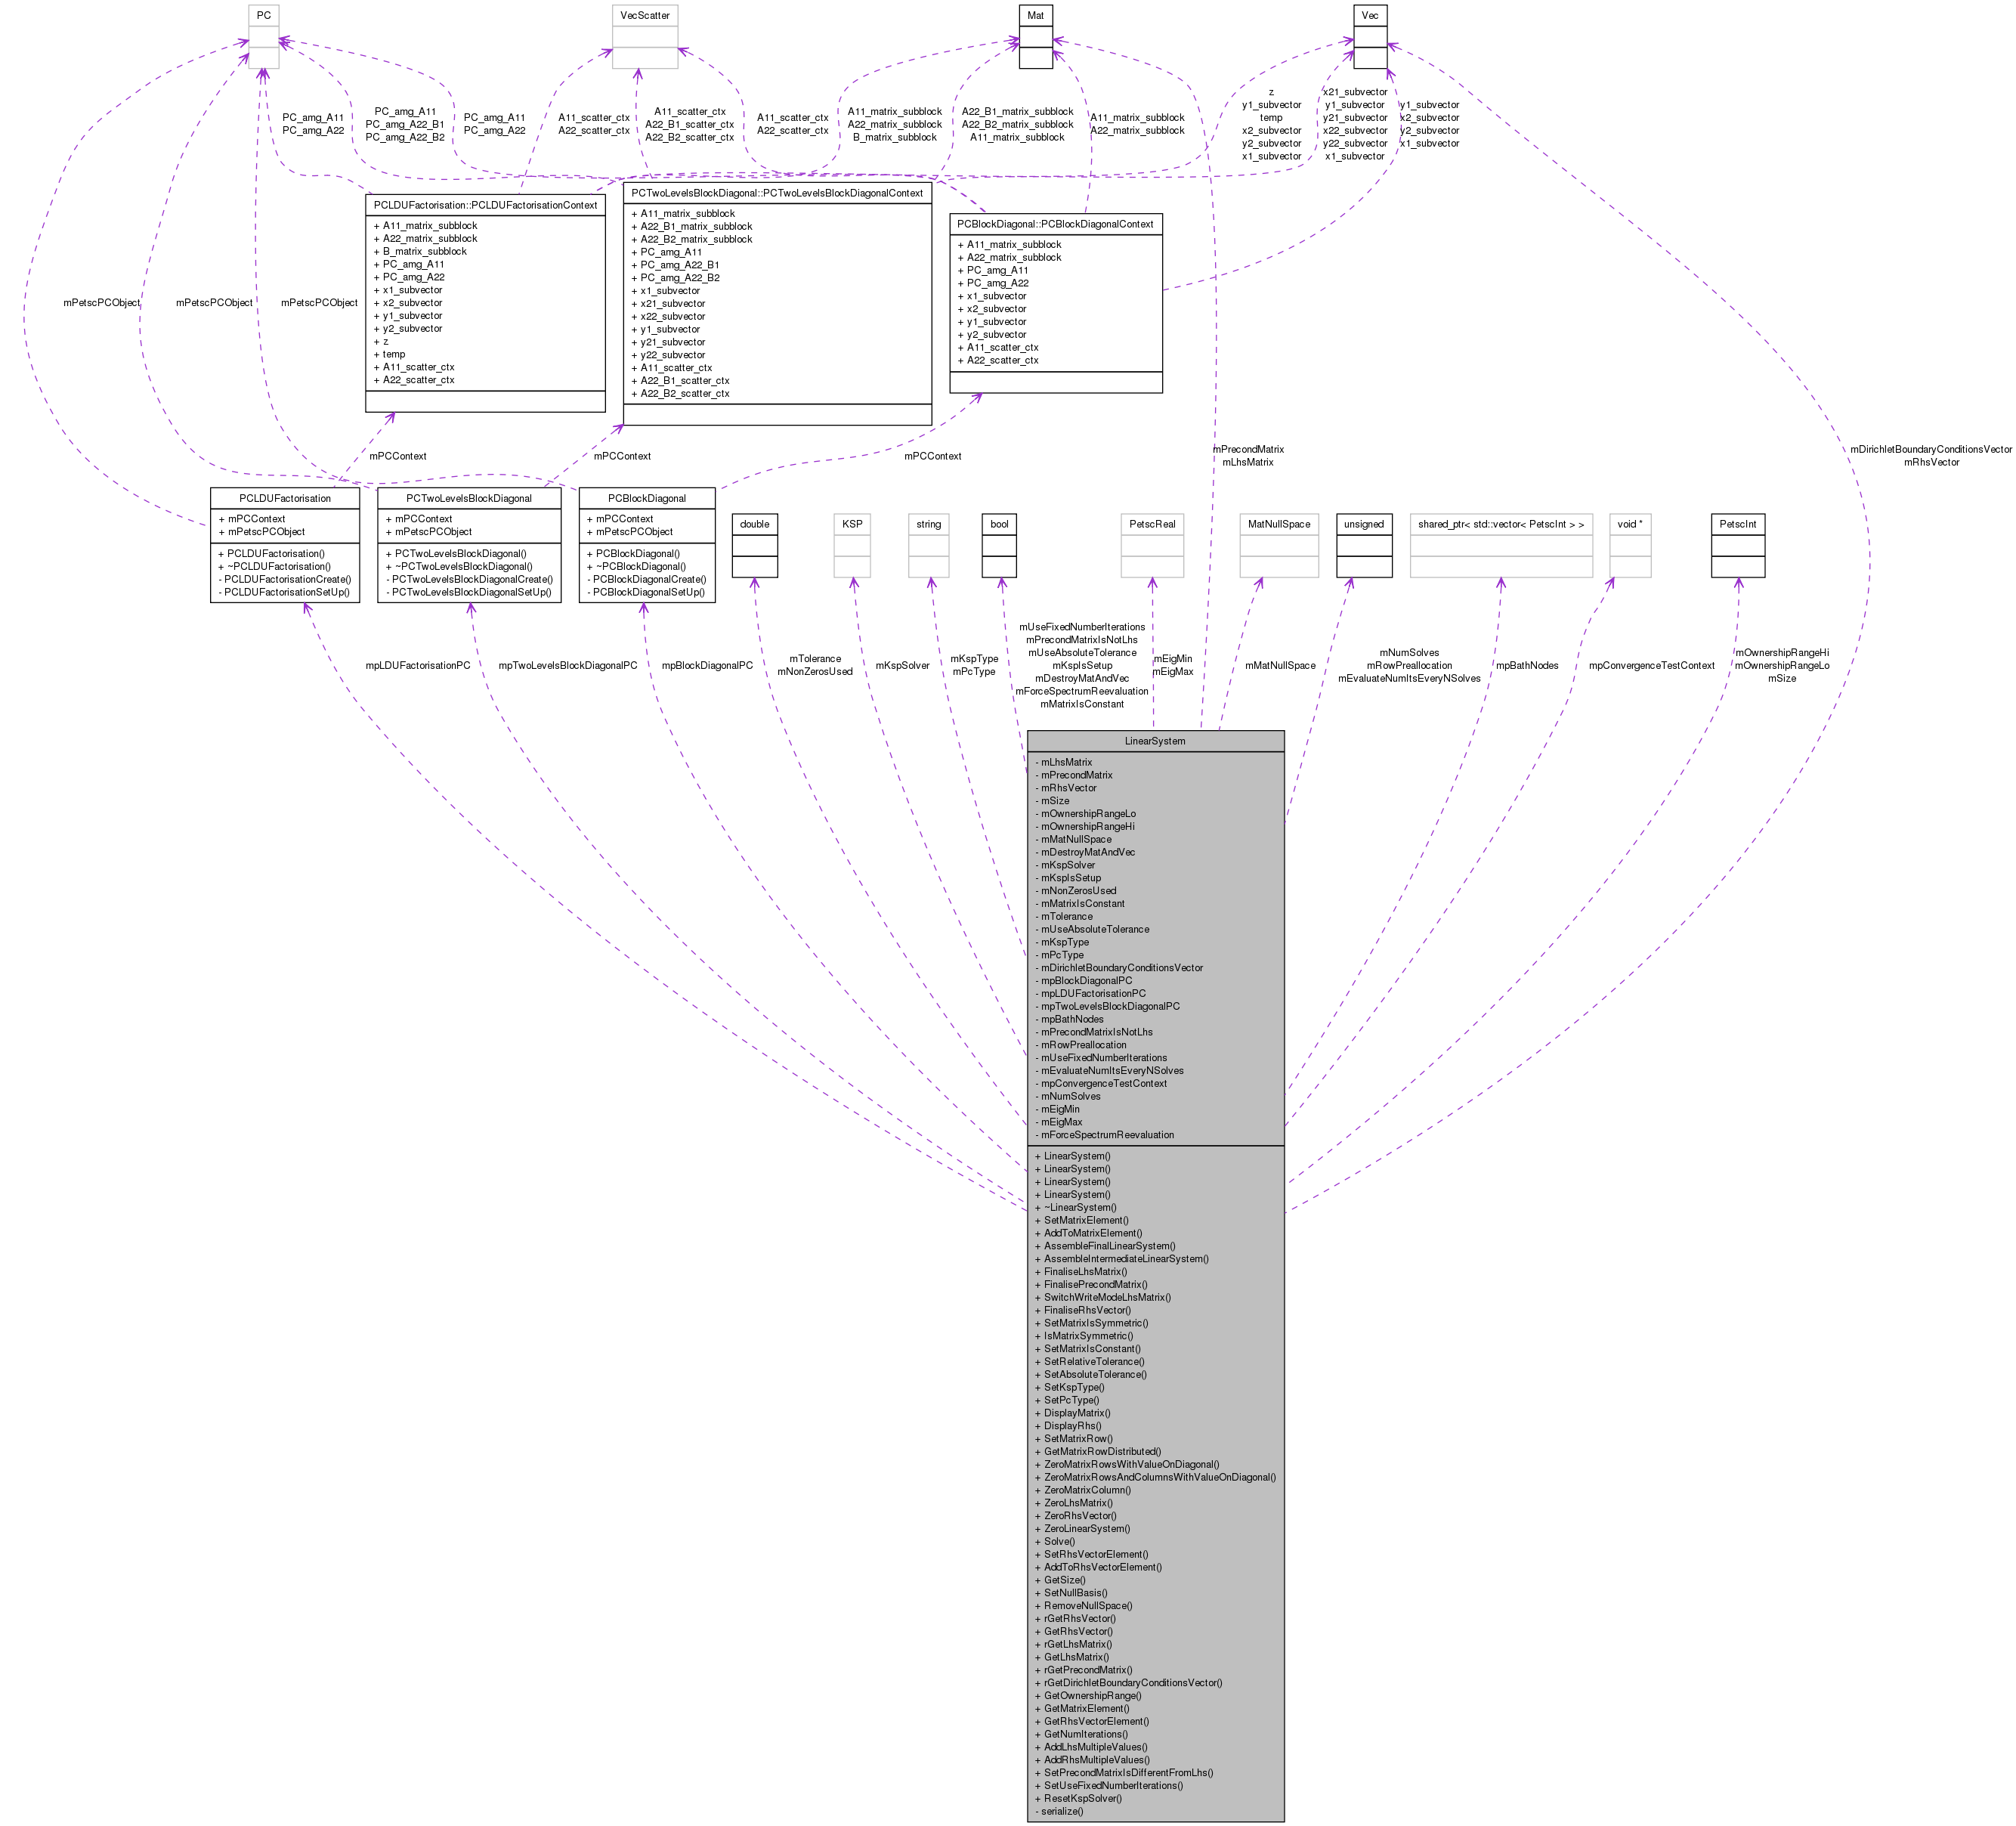 PC
VecScatter
Mat
Vec
PC_amg_A11
PC_amg_A22
PC_amg_A11
PC_amg_A22_B1
PC_amg_A22_B2
PC_amg_A11
PC_amg_A22
A11_scatter_ctx
A22_scatter_ctx
A11_scatter_ctx
A22_B1_scatter_ctx
A22_B2_scatter_ctx
A11_scatter_ctx
A22_scatter_ctx
A11_matrix_subblock
A22_matrix_subblock
B_matrix_subblock
A22_B1_matrix_subblock
A22_B2_matrix_subblock
A11_matrix_subblock
A11_matrix_subblock
A22_matrix_subblock
z
y1_subvector
temp
x2_subvector
y2_subvector
x1_subvector
x21_subvector
y1_subvector
y21_subvector
x22_subvector
y22_subvector
x1_subvector
y1_subvector
x2_subvector
y2_subvector
x1_subvector
mPetscPCObject
mPetscPCObject
mPetscPCObject
PCLDUFactorisation::PCLDUFactorisationContext
+ A11_matrix_subblock
+ A22_matrix_subblock
+ B_matrix_subblock
+ PC_amg_A11
+ PC_amg_A22
+ x1_subvector
+ x2_subvector
+ y1_subvector
+ y2_subvector
+ z
+ temp
+ A11_scatter_ctx
+ A22_scatter_ctx
PCTwoLevelsBlockDiagonal::PCTwoLevelsBlockDiagonalContext
+ A11_matrix_subblock
+ A22_B1_matrix_subblock
+ A22_B2_matrix_subblock
+ PC_amg_A11
+ PC_amg_A22_B1
+ PC_amg_A22_B2
+ x1_subvector
+ x21_subvector
+ x22_subvector
+ y1_subvector
+ y21_subvector
+ y22_subvector
+ A11_scatter_ctx
+ A22_B1_scatter_ctx
+ A22_B2_scatter_ctx
PCBlockDiagonal::PCBlockDiagonalContext
+ A11_matrix_subblock
+ A22_matrix_subblock
+ PC_amg_A11
+ PC_amg_A22
+ x1_subvector
+ x2_subvector
+ y1_subvector
+ y2_subvector
+ A11_scatter_ctx
+ A22_scatter_ctx
mPCContext
mPCContext
mPCContext
mPrecondMatrix
mLhsMatrix
mDirichletBoundaryConditionsVector
mRhsVector
PCLDUFactorisation
+ mPCContext
+ mPetscPCObject
+ PCLDUFactorisation()
+ ~PCLDUFactorisation()
- PCLDUFactorisationCreate()
- PCLDUFactorisationSetUp()
PCTwoLevelsBlockDiagonal
+ mPCContext
+ mPetscPCObject
+ PCTwoLevelsBlockDiagonal()
+ ~PCTwoLevelsBlockDiagonal()
- PCTwoLevelsBlockDiagonalCreate()
- PCTwoLevelsBlockDiagonalSetUp()
PCBlockDiagonal
+ mPCContext
+ mPetscPCObject
+ PCBlockDiagonal()
+ ~PCBlockDiagonal()
- PCBlockDiagonalCreate()
- PCBlockDiagonalSetUp()
double
KSP
string
bool
PetscReal
MatNullSpace
unsigned
shared_ptr< std::vector< PetscInt > >
void *
PetscInt
mpLDUFactorisationPC
mpTwoLevelsBlockDiagonalPC
mpBlockDiagonalPC
mTolerance
mNonZerosUsed
mKspSolver
mKspType
mPcType
mUseFixedNumberIterations
mPrecondMatrixIsNotLhs
mUseAbsoluteTolerance
mKspIsSetup
mDestroyMatAndVec
mForceSpectrumReevaluation
mMatrixIsConstant
mEigMin
mEigMax
mMatNullSpace
mNumSolves
mRowPreallocation
mEvaluateNumItsEveryNSolves
mpBathNodes
mpConvergenceTestContext
mOwnershipRangeHi
mOwnershipRangeLo
mSize
LinearSystem
- mLhsMatrix
- mPrecondMatrix
- mRhsVector
- mSize
- mOwnershipRangeLo
- mOwnershipRangeHi
- mMatNullSpace
- mDestroyMatAndVec
- mKspSolver
- mKspIsSetup
- mNonZerosUsed
- mMatrixIsConstant
- mTolerance
- mUseAbsoluteTolerance
- mKspType
- mPcType
- mDirichletBoundaryConditionsVector
- mpBlockDiagonalPC
- mpLDUFactorisationPC
- mpTwoLevelsBlockDiagonalPC
- mpBathNodes
- mPrecondMatrixIsNotLhs
- mRowPreallocation
- mUseFixedNumberIterations
- mEvaluateNumItsEveryNSolves
- mpConvergenceTestContext
- mNumSolves
- mEigMin
- mEigMax
- mForceSpectrumReevaluation
+ LinearSystem()
+ LinearSystem()
+ LinearSystem()
+ LinearSystem()
+ ~LinearSystem()
+ SetMatrixElement()
+ AddToMatrixElement()
+ AssembleFinalLinearSystem()
+ AssembleIntermediateLinearSystem()
+ FinaliseLhsMatrix()
+ FinalisePrecondMatrix()
+ SwitchWriteModeLhsMatrix()
+ FinaliseRhsVector()
+ SetMatrixIsSymmetric()
+ IsMatrixSymmetric()
+ SetMatrixIsConstant()
+ SetRelativeTolerance()
+ SetAbsoluteTolerance()
+ SetKspType()
+ SetPcType()
+ DisplayMatrix()
+ DisplayRhs()
+ SetMatrixRow()
+ GetMatrixRowDistributed()
+ ZeroMatrixRowsWithValueOnDiagonal()
+ ZeroMatrixRowsAndColumnsWithValueOnDiagonal()
+ ZeroMatrixColumn()
+ ZeroLhsMatrix()
+ ZeroRhsVector()
+ ZeroLinearSystem()
+ Solve()
+ SetRhsVectorElement()
+ AddToRhsVectorElement()
+ GetSize()
+ SetNullBasis()
+ RemoveNullSpace()
+ rGetRhsVector()
+ GetRhsVector()
+ rGetLhsMatrix()
+ GetLhsMatrix()
+ rGetPrecondMatrix()
+ rGetDirichletBoundaryConditionsVector()
+ GetOwnershipRange()
+ GetMatrixElement()
+ GetRhsVectorElement()
+ GetNumIterations()
+ AddLhsMultipleValues()
+ AddRhsMultipleValues()
+ SetPrecondMatrixIsDifferentFromLhs()
+ SetUseFixedNumberIterations()
+ ResetKspSolver()
- serialize()